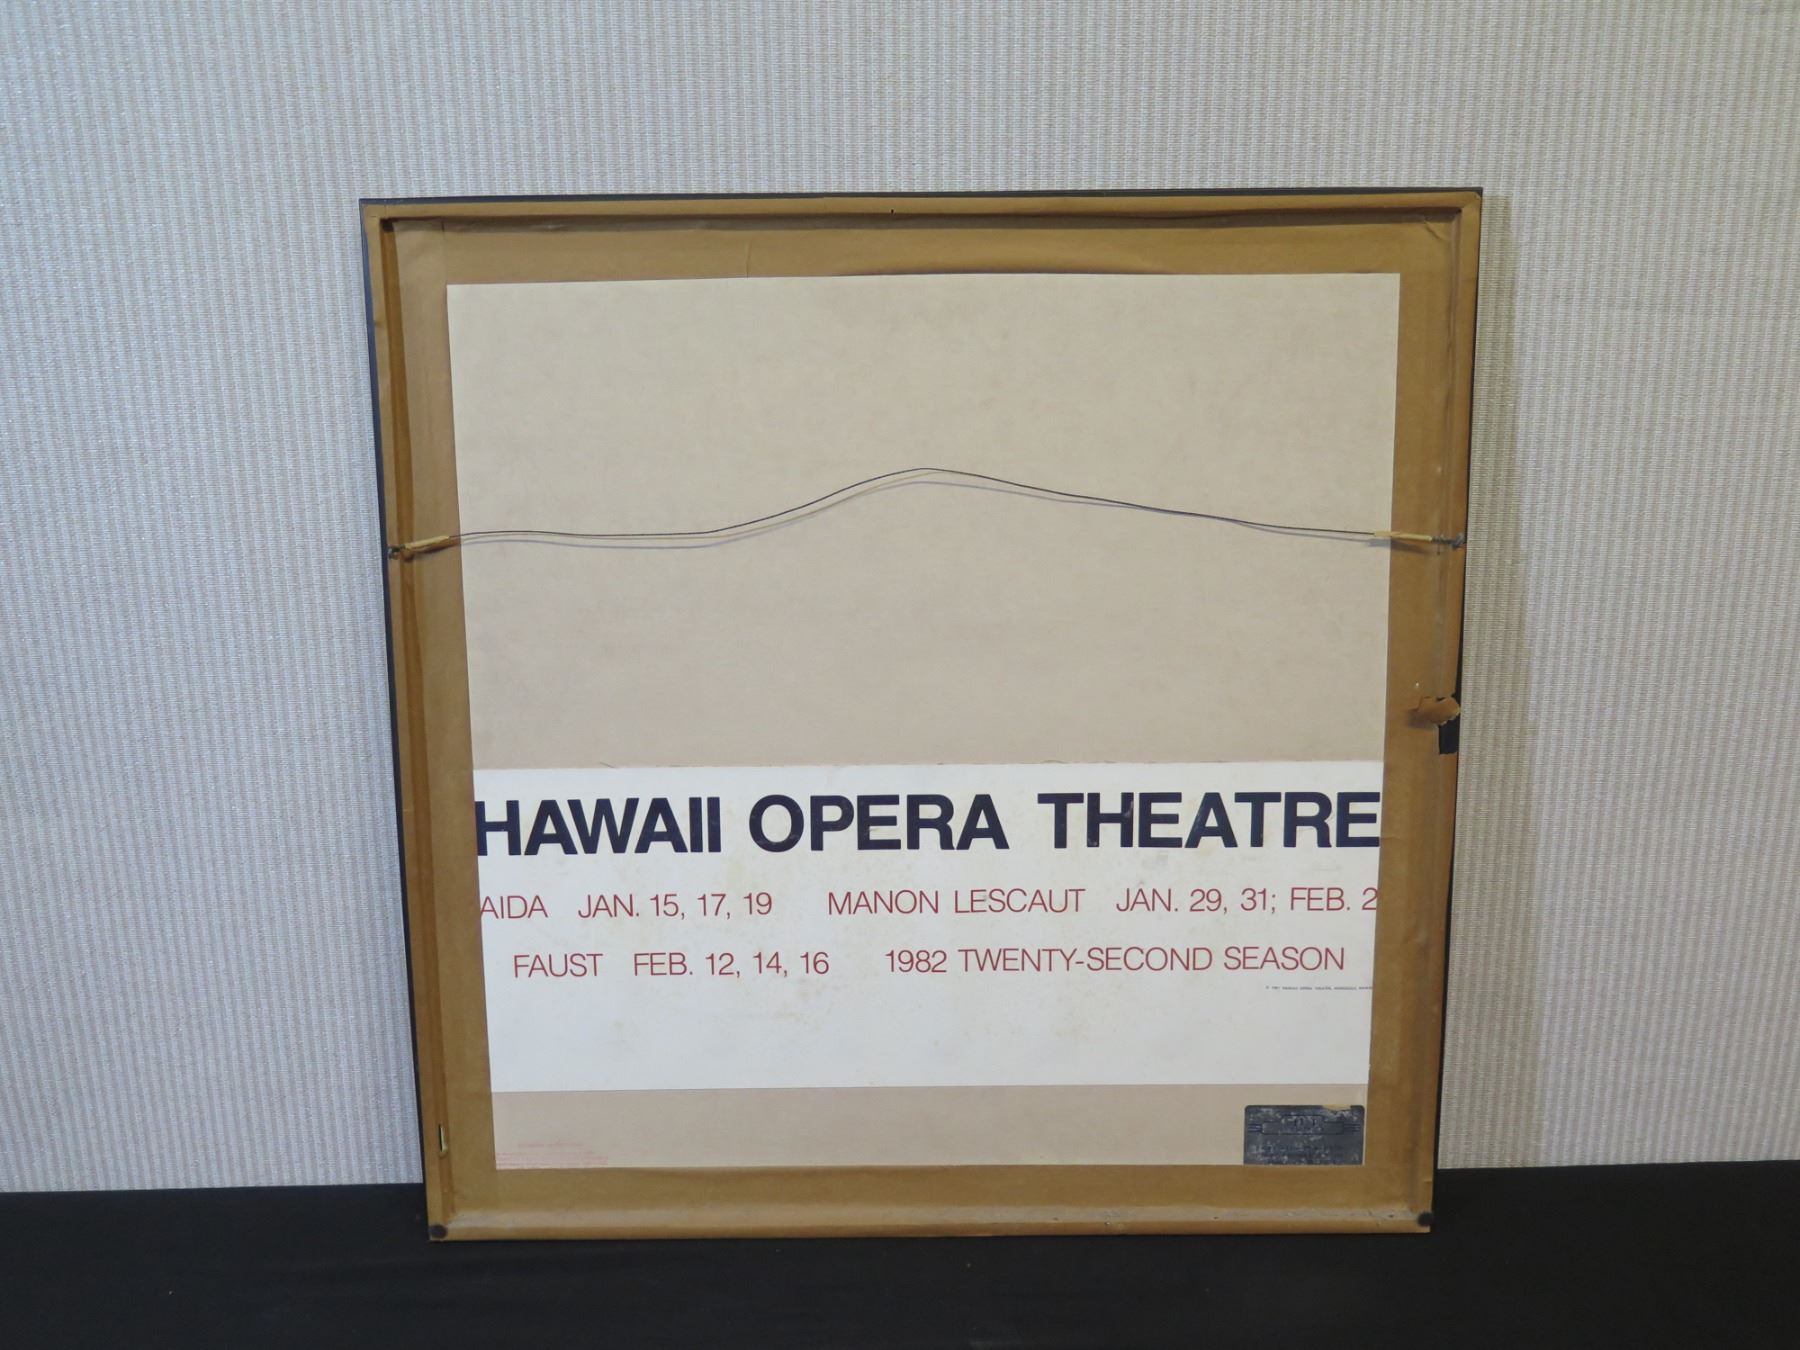 HAWAII OPERA THEATRE
AIDA JAN. 15, 17, 19 MANON LESCAUT JAN. 29, 31; FEB. 2
FAUST FEB. 12, 14, 16 1982 TWENTY-SECOND SEASON